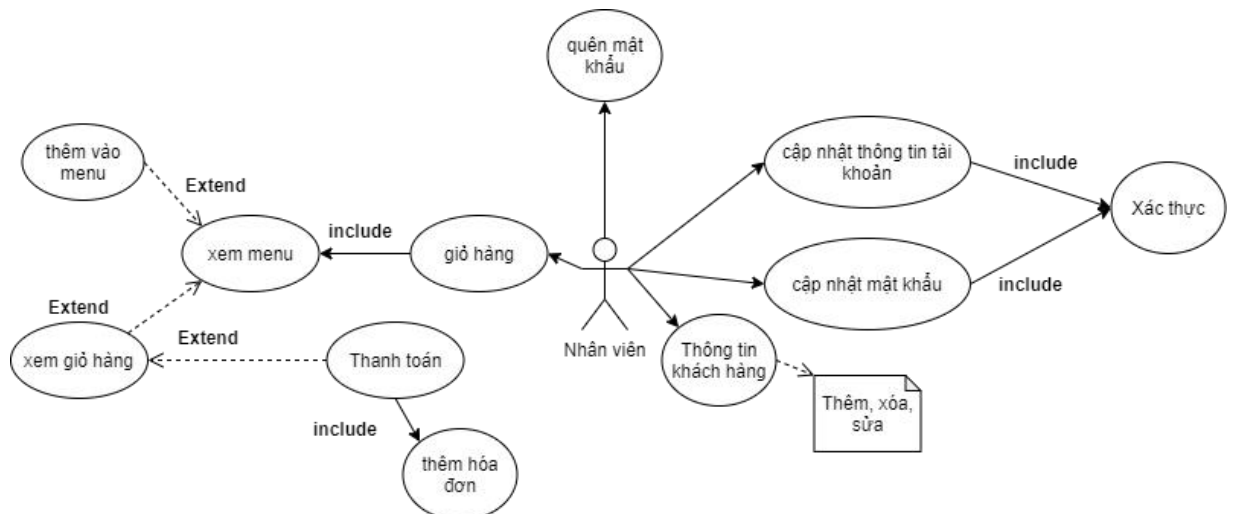 quên mật
khẩu
thêm vào
menu
Extend
cập nhật thông tin tài
khoản
include
Xác thực
xem menu
include
giỏ hàng
cập nhật mật khẩu
include
Extend
xem giỏ hàng
Extend
Thanh toán
Nhân viên
Thông tin
khách hàng
Thêm, xóa,
sửa
include
thêm hóa
đơn